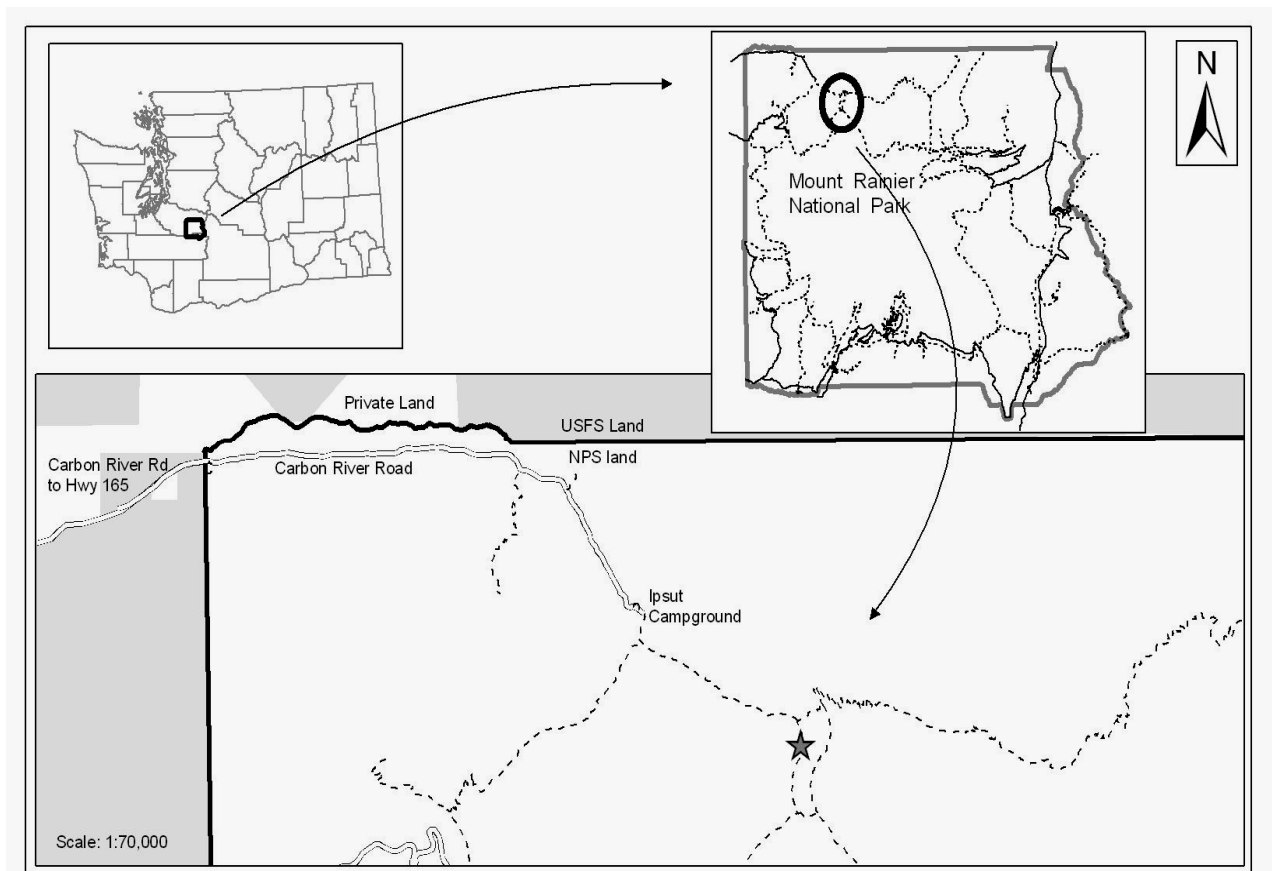 N
Mount Rainier
National Park
Private Land
USFS Land
Carbon River Rd
to Hwy 165
Carbon River Road
NPS land
Ipsut
Campground
Scale: 1:70,000